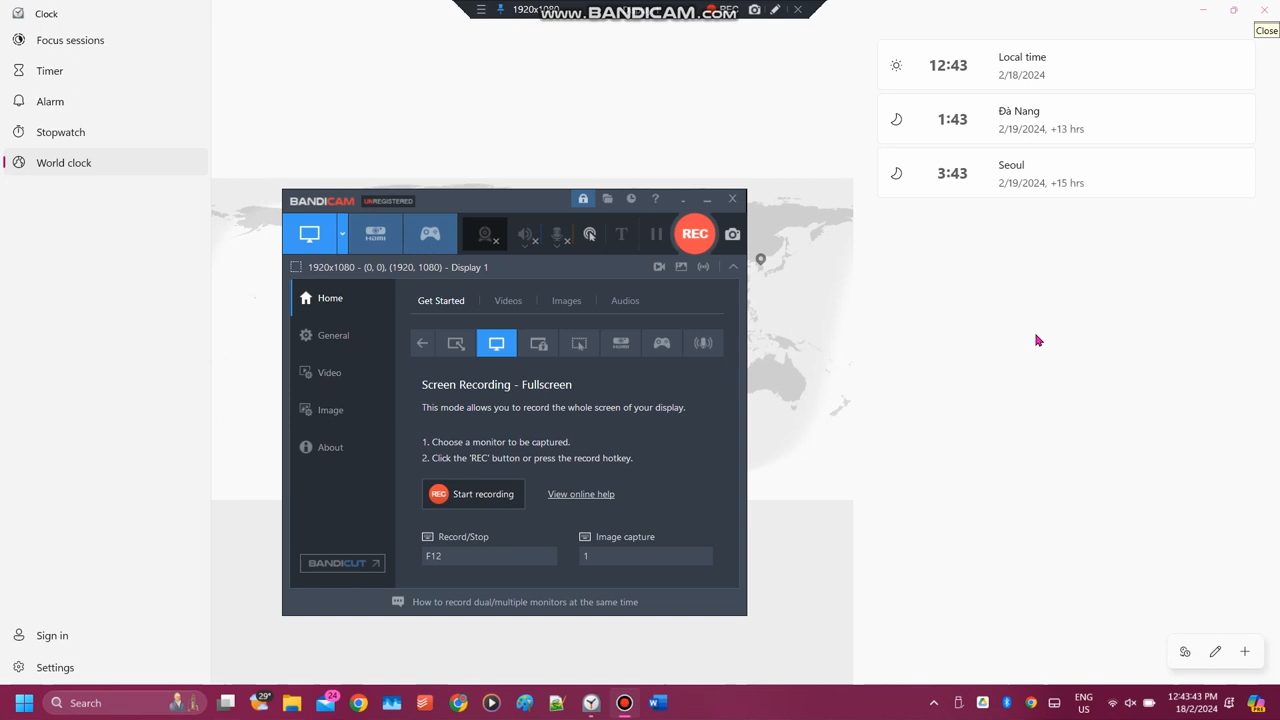 Clock
1920x1080
REC
www.BANDICAM.com
Close
Focus sessions
Timer
Alarm
Stopwatch
World clock
12:43
Local time
2/18/2024
1:43
Đà Nang
2/19/2024, +13 hrs
3:43
Seoul
2/19/2024, +15 hrs
BANDICAM UNREGISTERED
HDMI
REC
1920x1080 - (0, 0), (1920, 1080) - Display 1
Home
General
Video
Image
About
BANDICUT
Get Started
Videos
Images
Audios
HDMI
Screen Recording - Fullscreen
This mode allows you to record the whole screen of your display.
1. Choose a monitor to be captured.
2. Click the 'REC' button or press the record hotkey.
REC Start recording
View online help
Record/Stop
Image capture
F12
1
How to record dual/multiple monitors at the same time
Sign in
Settings
Search
29°
24
ENG
US
12:43:43 PM
18/2/2024
PRE